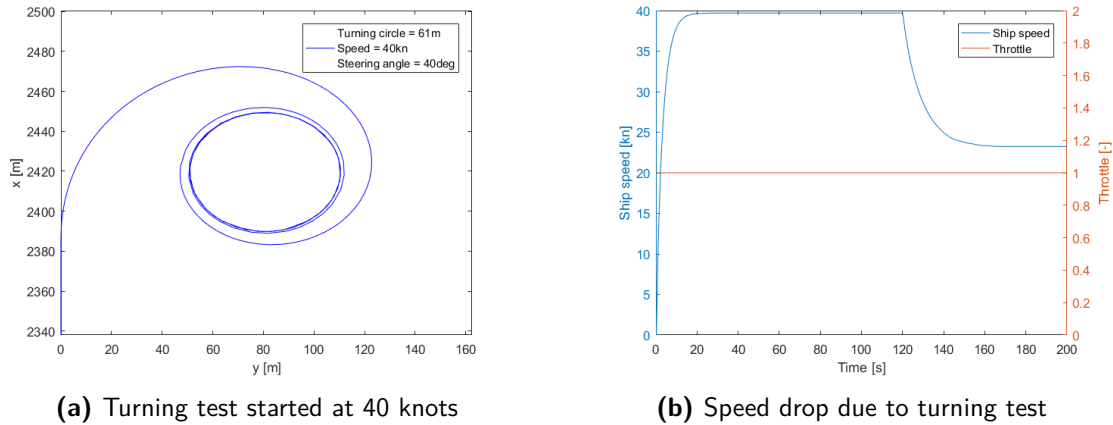 2500
2480
2460
2440
2420
2400
2380
2360
2340
x [m]
0 20 40 60 80 100 120 140 160
y [m]
Turning circle = 61m
Speed = 40kn
Steering angle = 40deg
(a) Turning test started at 40 knots
40
35
30
25
20
15
10
5
0
Ship speed [kn]
0 20 40 60 80 100 120 140 160 180 200
Time [s]
2
1.8
1.6
1.4
1.2
1
0.8
0.6
0.4
0.2
0
Throttle [-]
Ship speed
Throttle
(b) Speed drop due to turning test